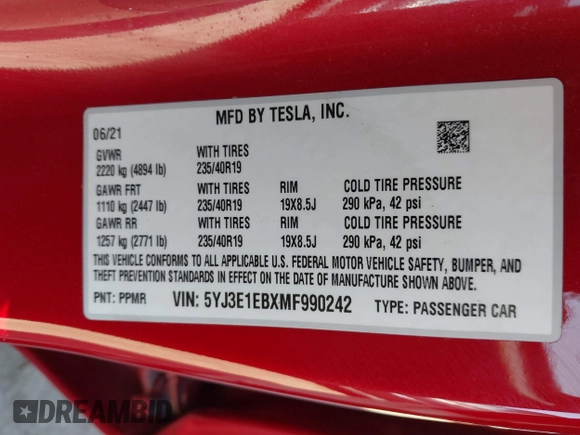 MFD BY TESLA, INC.
06/21
GVWR WITH TIRES
2220 kg (4894 lb) 235/40R19
GAWR FRT WITH TIRES RIM COLD TIRE PRESSURE
1110 kg (2447 lb) 235/40R19 19X8.5J 290 kPa, 42 psi
GAWR RR WITH TIRES RIM COLD TIRE PRESSURE
1257 kg (2771 lb) 235/40R19 19X8.5J 290 kPa, 42 psi
THIS VEHICLE CONFORMS TO ALL APPLICABLE U.S. FEDERAL MOTOR VEHICLE SAFETY, BUMPER, AND
THEFT PREVENTION STANDARDS IN EFFECT ON THE DATE OF MANUFACTURE SHOWN ABOVE.
PNT: PPMR VIN: 5YJ3E1EBXMF990242 TYPE: PASSENGER CAR
DREAMBID